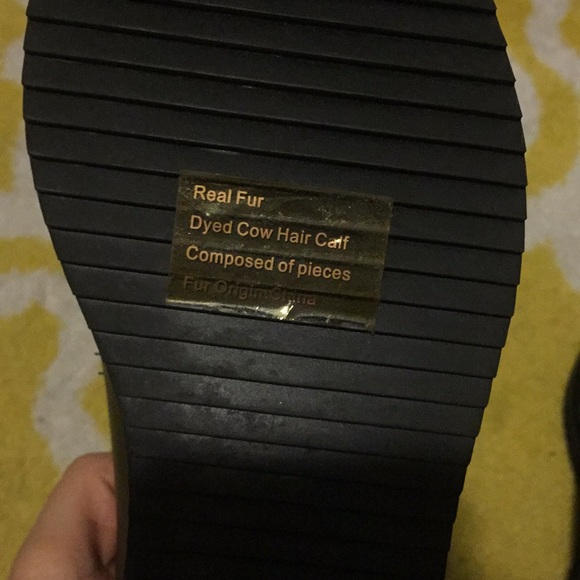 Real Fur
Dyed Cow Hair Calf
Composed of pieces
Fur Origin:China